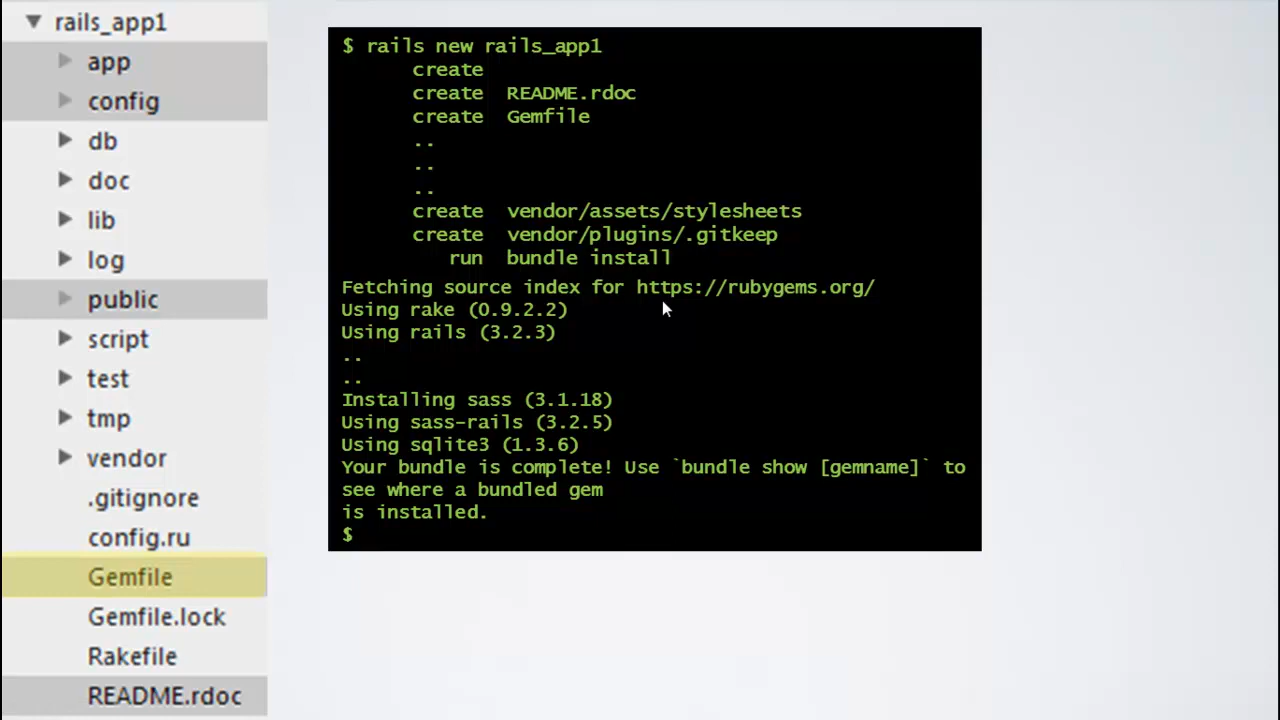 rails_app1
app
config
db
doc
lib
log
public
script
test
tmp
vendor
.gitignore
config.ru
Gemfile
Gemfile.lock
Rakefile
README.rdoc
$ rails new rails_app1
create
create README.rdoc
create Gemfile
..
..
..
create vendor/assets/stylesheets
create vendor/plugins/.gitkeep
run bundle install
Fetching source index for https://rubygems.org/
Using rake (0.9.2.2)
Using rails (3.2.3)
..
..
Installing sass (3.1.18)
Using sass-rails (3.2.5)
Using sqlite3 (1.3.6)
Your bundle is complete! Use `bundle show [gemname]` to
see where a bundled gem
is installed.
$